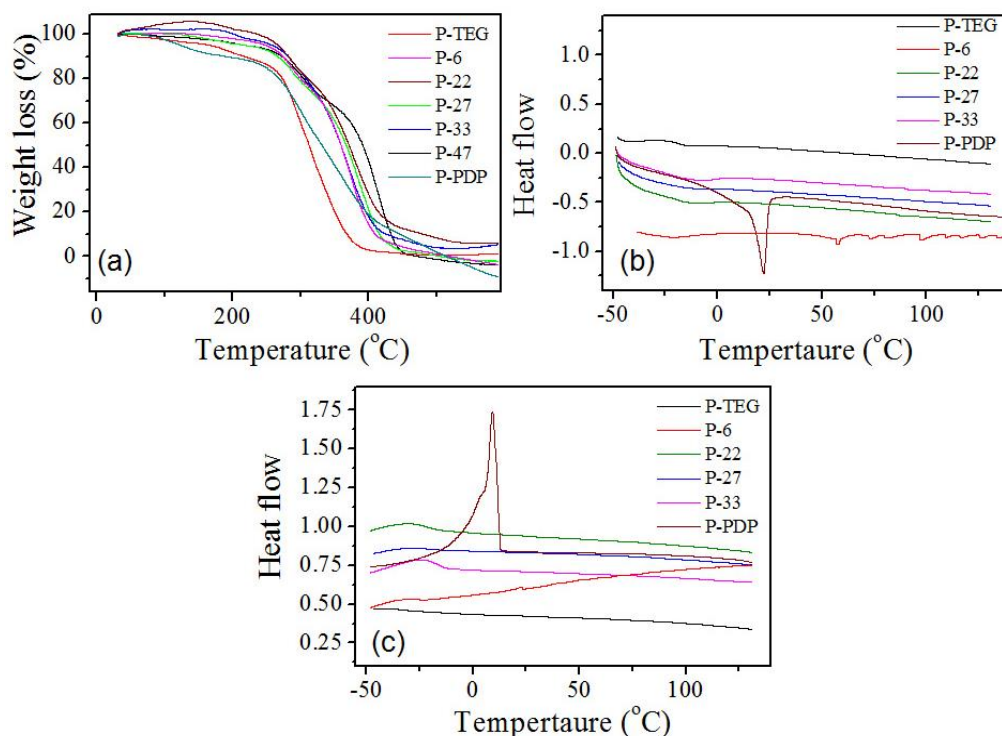 100
80
60
40
20
0
0
200
400
Weight loss (%)
Temperature (°C)
(a)
P-TEG
P-6
P-22
P-27
P-33
P-47
P-PDP
1.0
0.5
0.0
-0.5
-1.0
-50
0
50
100
Heat flow
Tempertaure (°C)
(b)
P-TEG
P-6
P-22
P-27
P-33
P-PDP
1.75
1.50
1.25
1.00
0.75
0.50
0.25
-50
0
50
100
Heat flow
Tempertaure (°C)
(c)
P-TEG
P-6
P-22
P-27
P-33
P-PDP